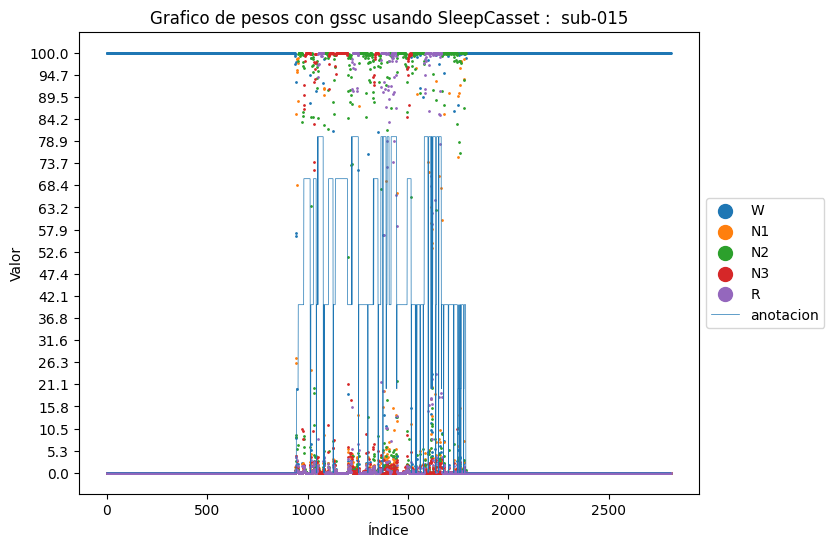 Grafico de pesos con gssc usando SleepCasset :  sub-015
Valor
100.0
94.7
89.5
84.2
78.9
73.7
68.4
63.2
57.9
52.6
47.4
42.1
36.8
31.6
26.3
21.1
15.8
10.5
5.3
0.0
0 500 1000 1500 2000 2500
Índice
W
N1
N2
N3
R
anotacion